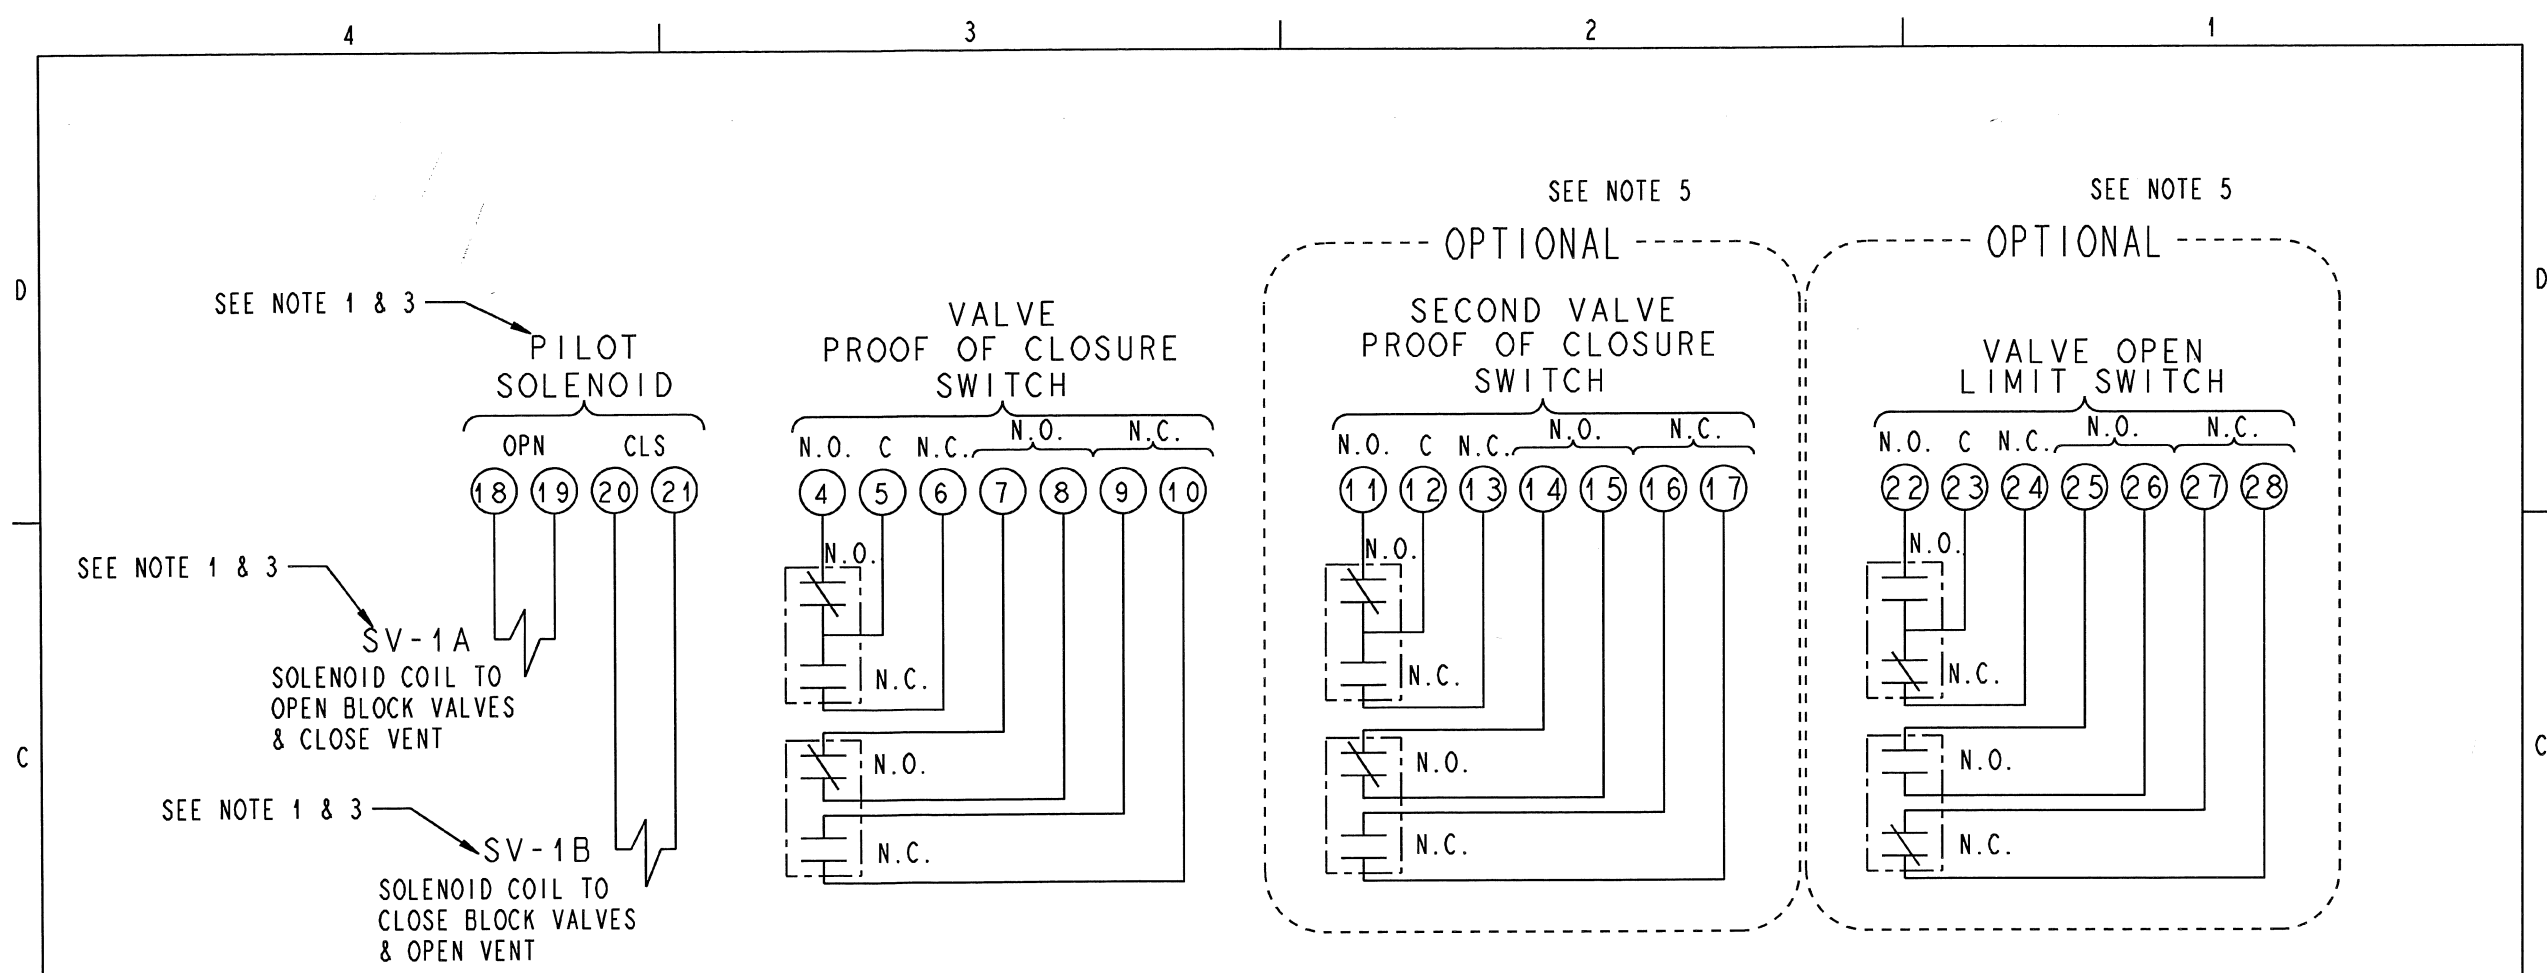 4 3 2 1
SEE NOTE 5 SEE NOTE 5
OPTIONAL OPTIONAL
D D
SEE NOTE 1 & 3
PILOT
SOLENOID
OPN CLS
18 19 20 21
VALVE
PROOF OF CLOSURE
SWITCH
N.O. C N.C. N.O. N.C.
4 5 6 7 8 9 10
SECOND VALVE
PROOF OF CLOSURE
SWITCH
N.O. C N.C. N.O. N.C.
11 12 13 14 15 16 17
VALVE OPEN
LIMIT SWITCH
N.O. C N.C. N.O. N.C.
22 23 24 25 26 27 28
N.O. N.O. N.O.
SEE NOTE 1 & 3
SV-1A
SOLENOID COIL TO
OPEN BLOCK VALVES
& CLOSE VENT
N.C. N.C. N.C.
C C
N.O. N.O. N.O.
SEE NOTE 1 & 3
SV-1B
SOLENOID COIL TO
CLOSE BLOCK VALVES
& OPEN VENT
N.C. N.C. N.C.